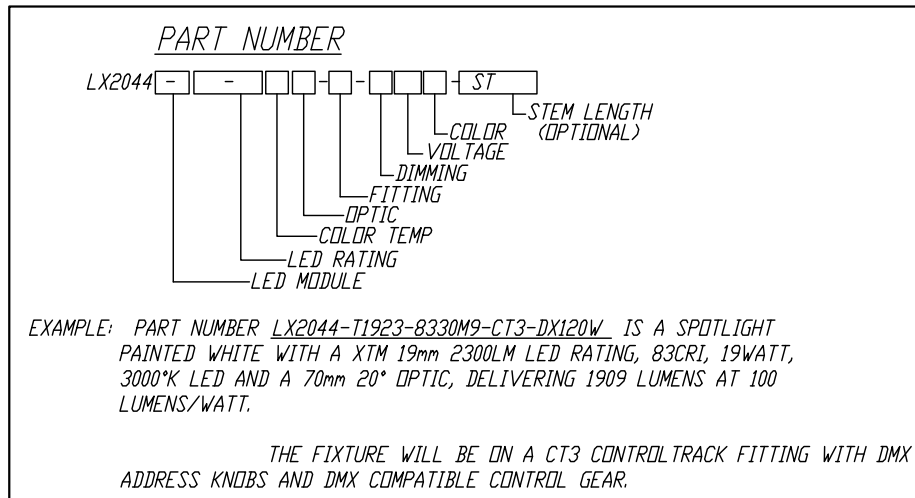 PART NUMBER
LX2044 - - - - - ST
STEM LENGTH
(OPTIONAL)
COLOR
VOLTAGE
DIMMING
FITTING
OPTIC
COLOR TEMP
LED RATING
LED MODULE
EXAMPLE: PART NUMBER LX2044-T1923-8330M9-CT3-DX120W IS A SPOTLIGHT
PAINTED WHITE WITH A XTM 19mm 2300LM LED RATING, 83CRI, 19WATT,
3000°K LED AND A 70mm 20° OPTIC, DELIVERING 1909 LUMENS AT 100
LUMENS/WATT.
THE FIXTURE WILL BE ON A CT3 CONTROLTRACK FITTING WITH DMX
ADDRESS KNOBS AND DMX COMPATIBLE CONTROL GEAR.